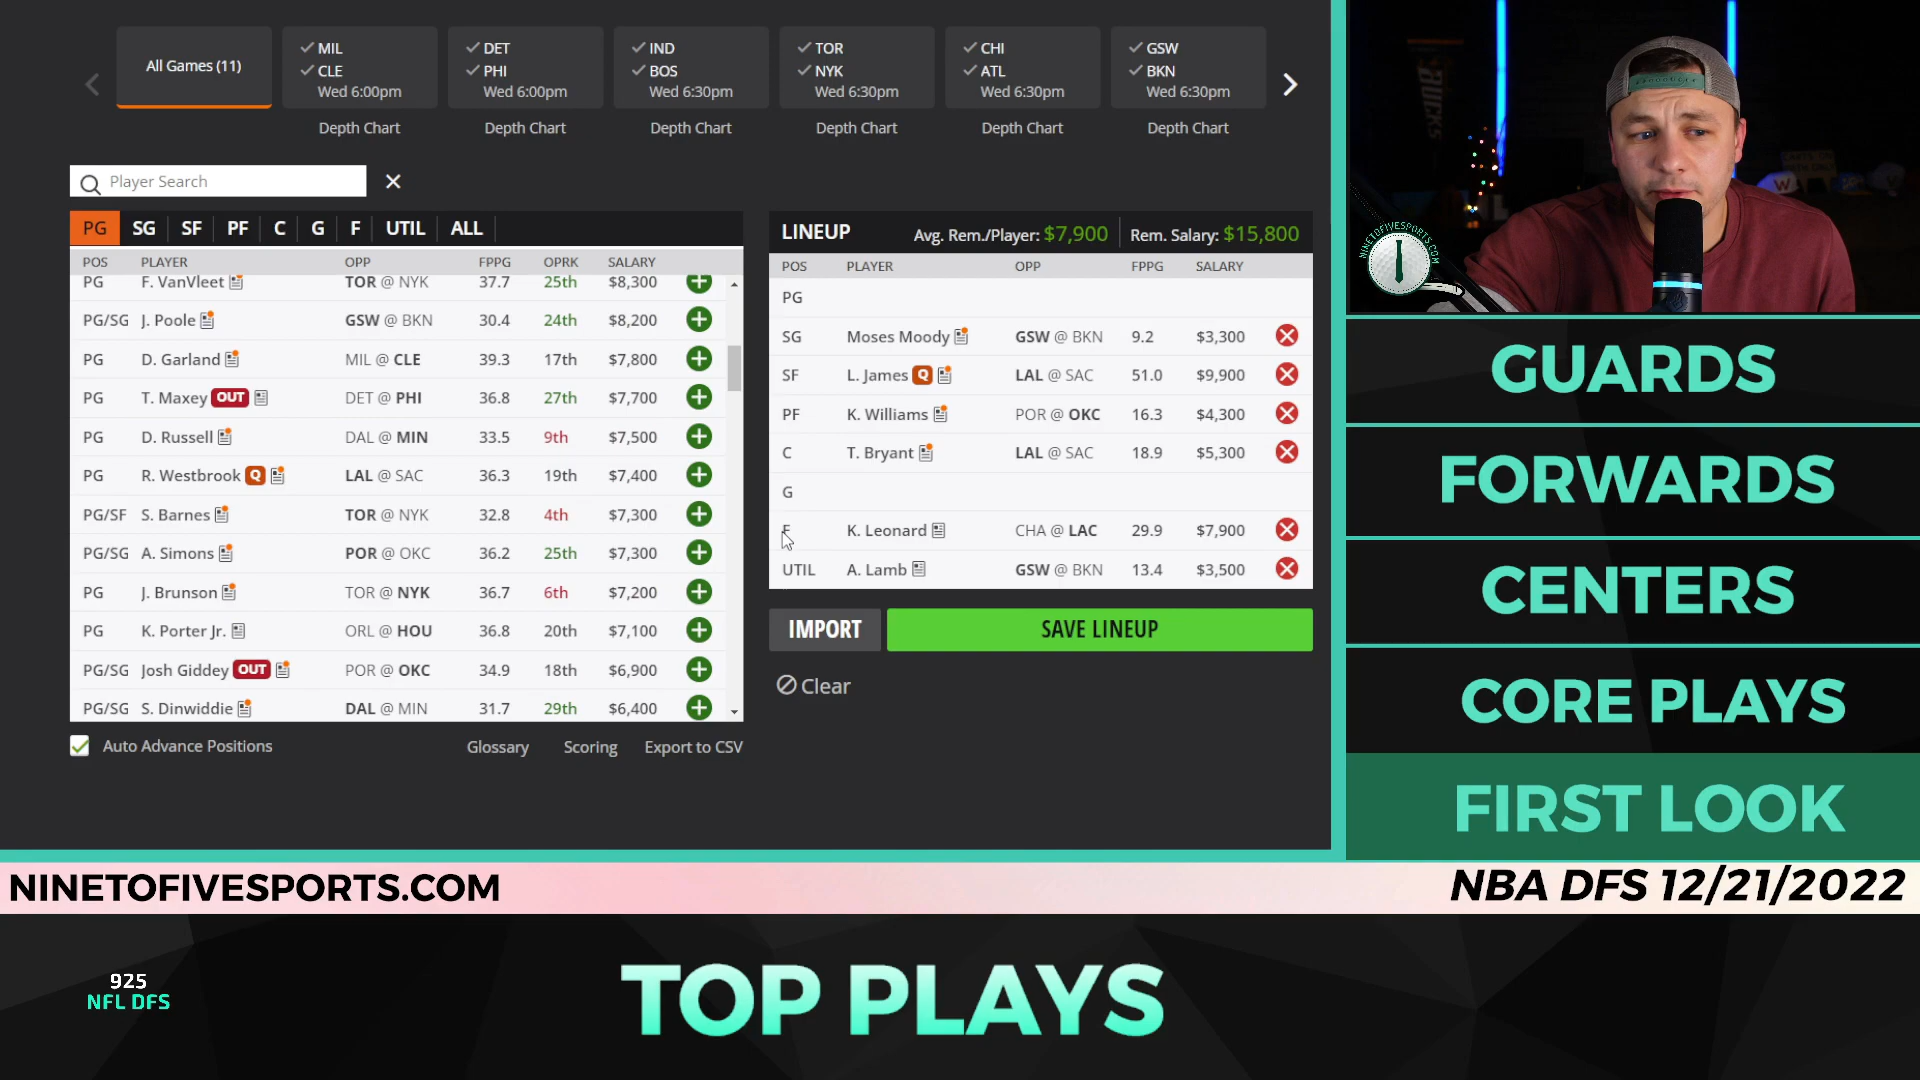 All Games (11)
MIL
CLE
Wed 6:00pm
Depth Chart
DET
PHI
Wed 6:00pm
Depth Chart
IND
BOS
Wed 6:30pm
Depth Chart
TOR
NYK
Wed 6:30pm
Depth Chart
CHI
ATL
Wed 6:30pm
Depth Chart
GSW
BKN
Wed 6:30pm
Depth Chart
Player Search
PG SG SF PF C G F UTIL ALL
POS PLAYER OPP FPPG OPRK SALARY
PG F. VanVleet TOR @ NYK 37.7 25th $8,300
PG/SG J. Poole GSW @ BKN 30.4 24th $8,200
PG D. Garland MIL @ CLE 39.3 17th $7,800
PG T. Maxey OUT DET @ PHI 36.8 27th $7,700
PG D. Russell DAL @ MIN 33.5 9th $7,500
PG R. Westbrook Q LAL @ SAC 36.3 19th $7,400
PG/SF S. Barnes TOR @ NYK 32.8 4th $7,300
PG/SG A. Simons POR @ OKC 36.2 25th $7,300
PG J. Brunson TOR @ NYK 36.7 6th $7,200
PG K. Porter Jr. ORL @ HOU 36.8 20th $7,100
PG/SG Josh Giddey OUT POR @ OKC 34.9 18th $6,900
PG/SG S. Dinwiddie DAL @ MIN 31.7 29th $6,400
Auto Advance Positions
Glossary Scoring Export to CSV
LINEUP Avg. Rem./Player: $7,900 Rem. Salary: $15,800
POS PLAYER OPP FPPG SALARY
PG
SG Moses Moody GSW @ BKN 9.2 $3,300
SF L. James Q LAL @ SAC 51.0 $9,900
PF K. Williams POR @ OKC 16.3 $4,300
C T. Bryant LAL @ SAC 18.9 $5,300
G
F K. Leonard CHA @ LAC 29.9 $7,900
UTIL A. Lamb GSW @ BKN 13.4 $3,500
IMPORT SAVE LINEUP
Clear
NINETOFIVESPORTS.COM
GUARDS
FORWARDS
CENTERS
CORE PLAYS
FIRST LOOK
NINETOFIVESPORTS.COM
NBA DFS 12/21/2022
925
NFL DFS
TOP PLAYS